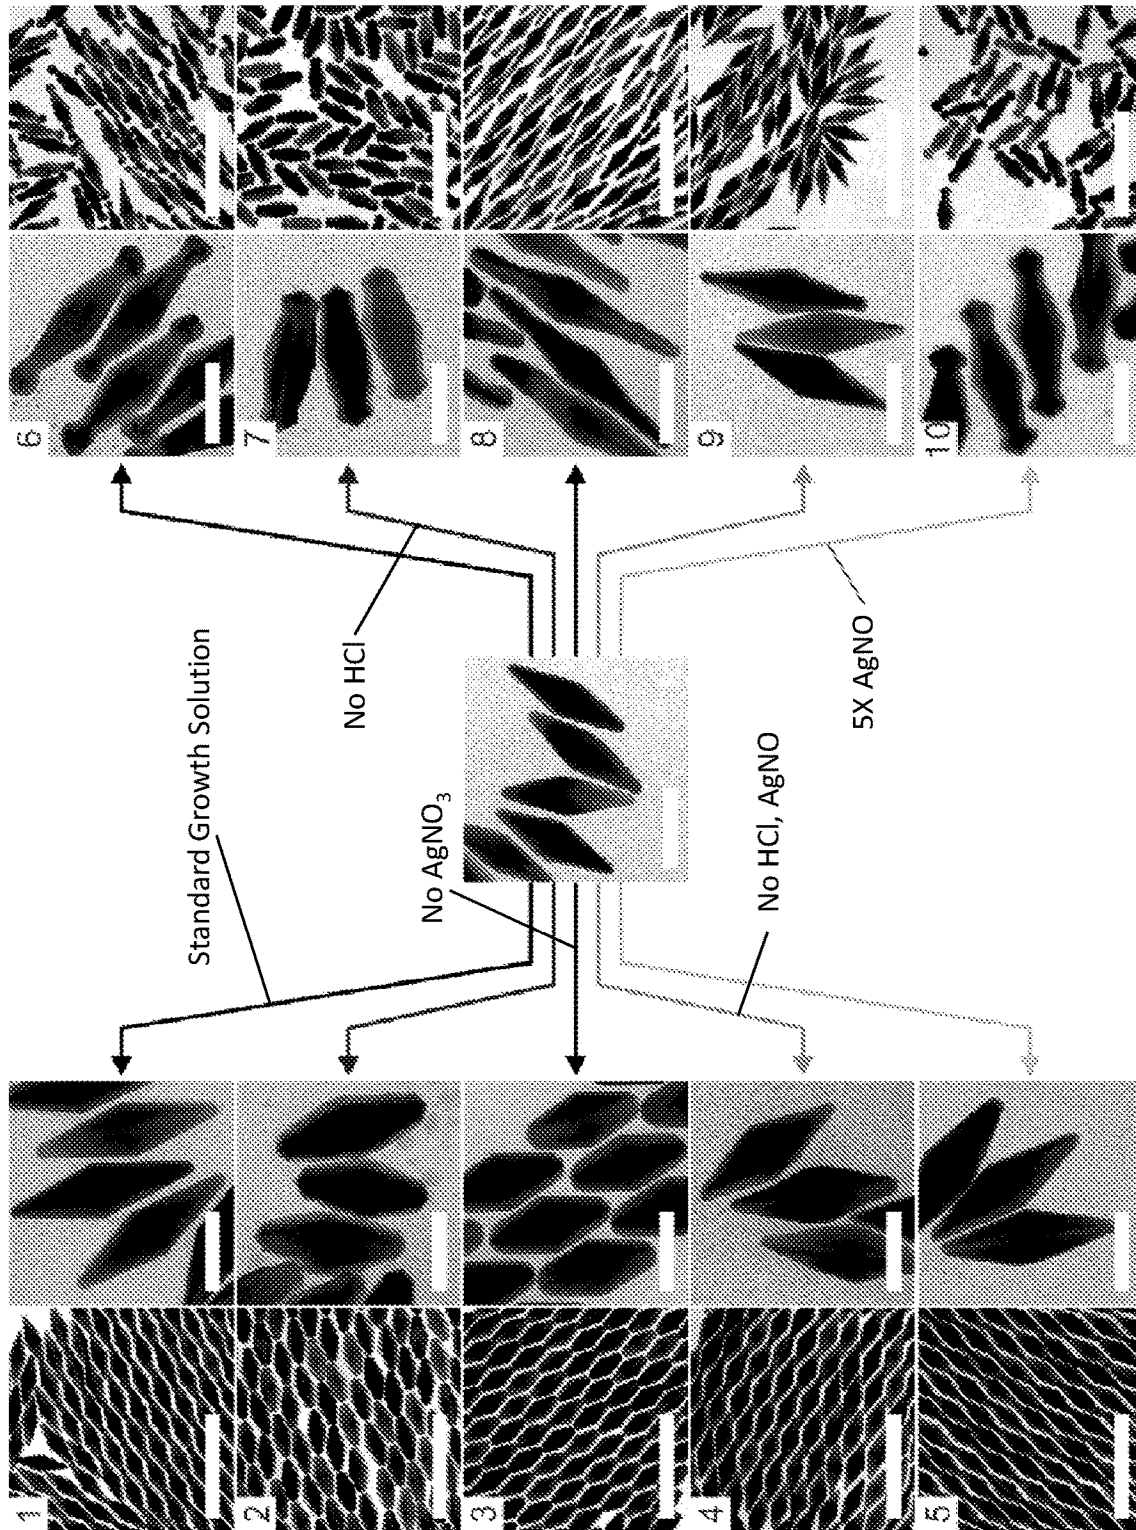 1
2
3
4
5
6
7
8
9
10
Standard Growth Solution
No HCl
No AgNO₃
No HCl, AgNO
5X AgNO